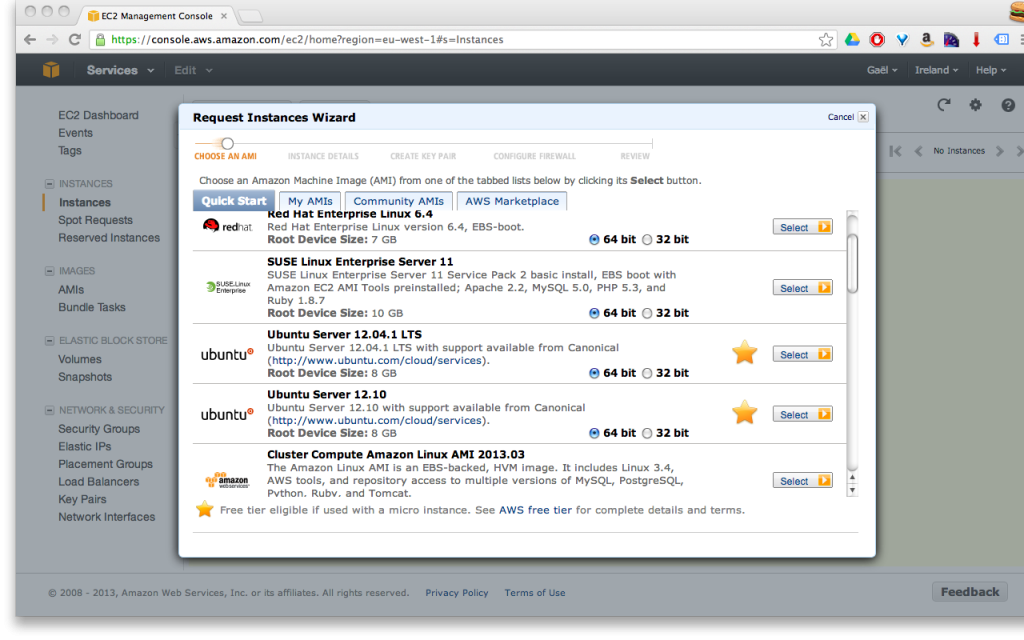 EC2 Management Console
https://console.aws.amazon.com/ec2/home?region=eu-west-1#s=Instances
Services Edit Gaël Ireland Help
EC2 Dashboard
Events
Tags
INSTANCES
Instances
Spot Requests
Reserved Instances
IMAGES
AMIs
Bundle Tasks
ELASTIC BLOCK STORE
Volumes
Snapshots
NETWORK & SECURITY
Security Groups
Elastic IPs
Placement Groups
Load Balancers
Key Pairs
Network Interfaces
No Instances
Request Instances Wizard
Cancel
CHOOSE AN AMI INSTANCE DETAILS CREATE KEY PAIR CONFIGURE FIREWALL REVIEW
Choose an Amazon Machine Image (AMI) from one of the tabbed lists below by clicking its Select button.
Quick Start My AMIs Community AMIs AWS Marketplace
redhat
Red Hat Enterprise Linux 6.4
Red Hat Enterprise Linux version 6.4, EBS-boot.
Root Device Size: 7 GB
64 bit 32 bit
Select
SUSE Linux
Enterprise
SUSE Linux Enterprise Server 11
SUSE Linux Enterprise Server 11 Service Pack 2 basic install, EBS boot with
Amazon EC2 AMI Tools preinstalled; Apache 2.2, MySQL 5.0, PHP 5.3, and
Ruby 1.8.7
Root Device Size: 10 GB
64 bit 32 bit
Select
ubuntu
Ubuntu Server 12.04.1 LTS
Ubuntu Server 12.04.1 LTS with support available from Canonical
(http://www.ubuntu.com/cloud/services).
Root Device Size: 8 GB
64 bit 32 bit
Select
ubuntu
Ubuntu Server 12.10
Ubuntu Server 12.10 with support available from Canonical
(http://www.ubuntu.com/cloud/services).
Root Device Size: 8 GB
64 bit 32 bit
Select
amazon
web services
Cluster Compute Amazon Linux AMI 2013.03
The Amazon Linux AMI is an EBS-backed, HVM image. It includes Linux 3.4,
AWS tools, and repository access to multiple versions of MySQL, PostgreSQL,
Python, Ruby, and Tomcat.
Select
Free tier eligible if used with a micro instance. See AWS free tier for complete details and terms.
© 2008 - 2013, Amazon Web Services, Inc. or its affiliates. All rights reserved. Privacy Policy Terms of Use
Feedback